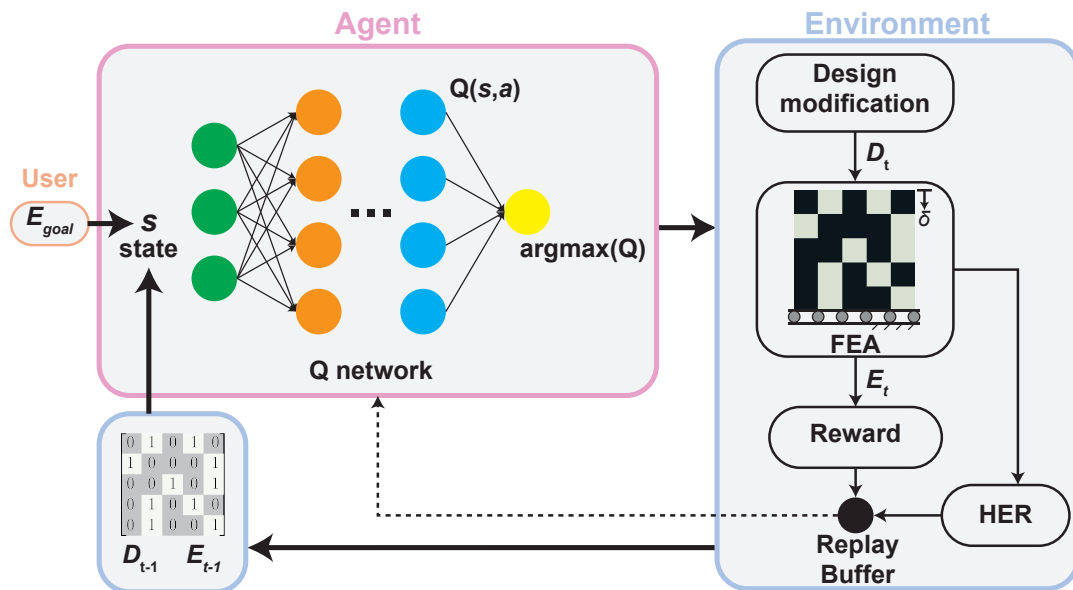 Agent
Environment
User
E_goal
s
state
Q(s,a)
argmax(Q)
Q network
Design
modification
D_t
δ
FEA
E_t
Reward
HER
Replay
Buffer
0 1 0 1 0
1 0 0 0 1
0 0 1 0 1
0 1 0 1 0
0 1 0 0 1
D_t-1 E_t-1